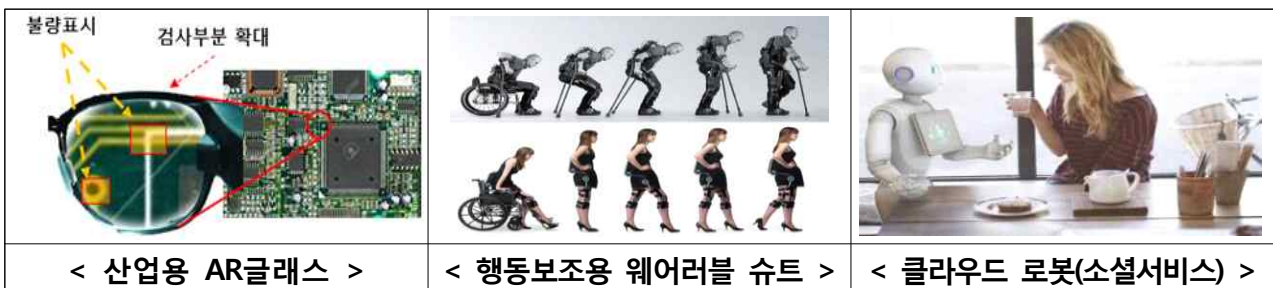 불량표시
검사부분 확대
< 산업용 AR글래스 >
< 행동보조용 웨어러블 슈트 >
< 클라우드 로봇(소셜서비스) >